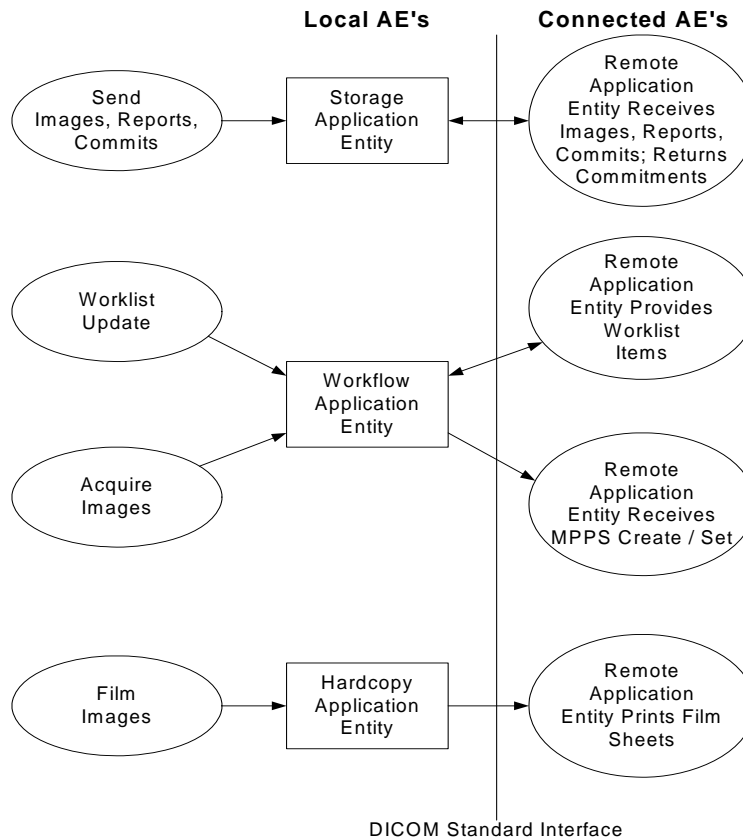 Local AE's
Connected AE's
Send
Images, Reports,
Commits
Storage
Application
Entity
Remote
Application
Entity Receives
Images, Reports,
Commits; Returns
Commitments
Worklist
Update
Remote
Application
Entity Provides
Worklist
Items
Workflow
Application
Entity
Acquire
Images
Remote
Application
Entity Receives
MPPS Create / Set
Film
Images
Hardcopy
Application
Entity
Remote
Application
Entity Prints Film
Sheets
DICOM Standard Interface